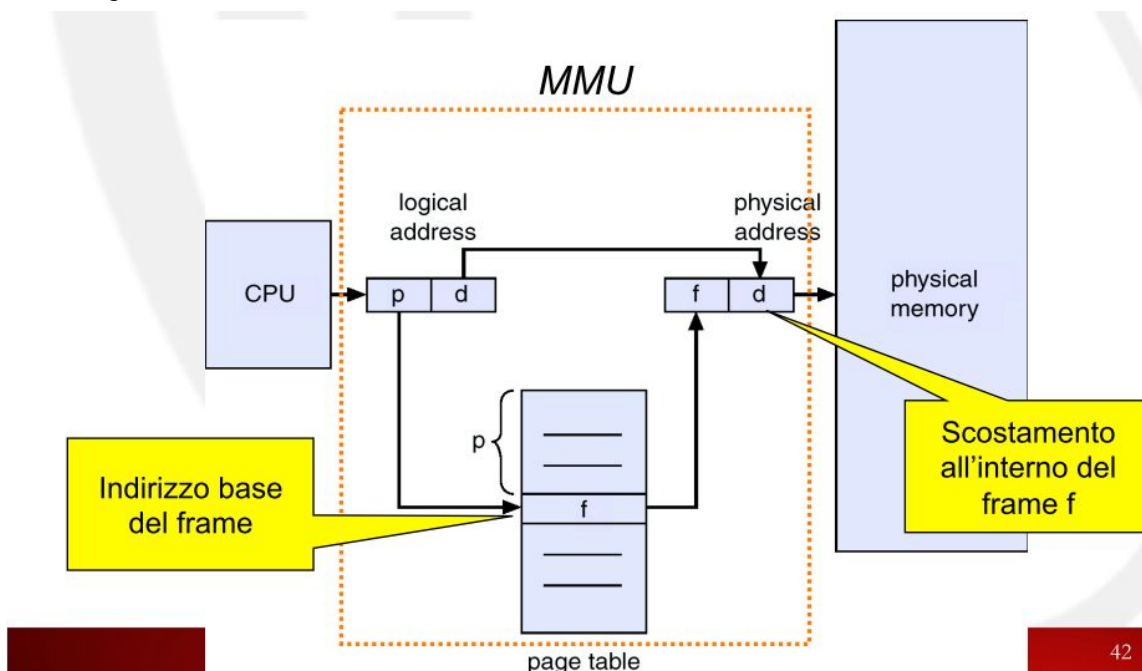 MMU
logical
address
physical
address
CPU
p
d
f
d
physical
memory
p
f
Indirizzo base
del frame
Scostamento
all'interno del
frame f
page table
42